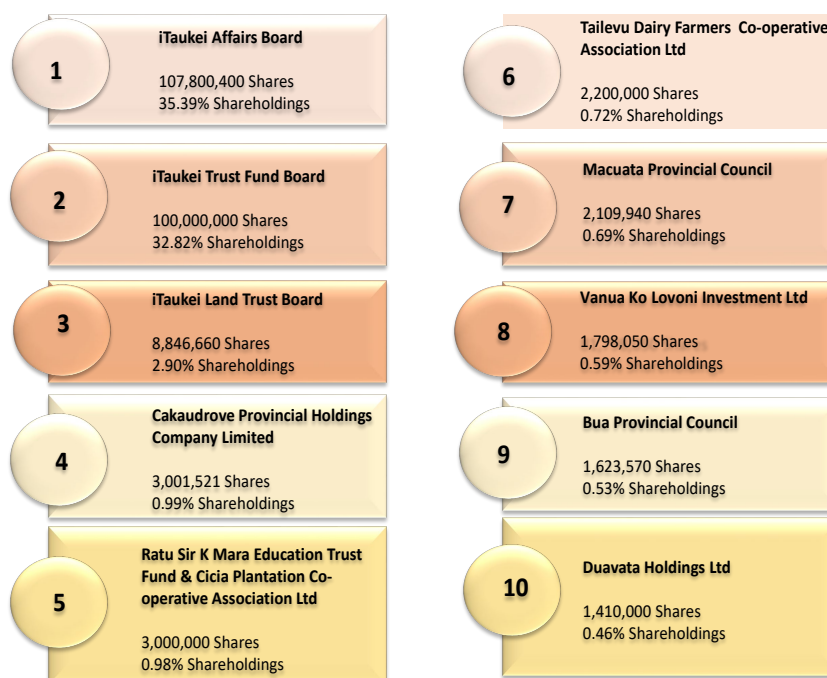 1
iTaukei Affairs Board
107,800,400 Shares
35.39% Shareholdings
2
iTaukei Trust Fund Board
100,000,000 Shares
32.82% Shareholdings
3
iTaukei Land Trust Board
8,846,660 Shares
2.90% Shareholdings
4
Cakaudrove Provincial Holdings
Company Limited
3,001,521 Shares
0.99% Shareholdings
5
Ratu Sir K Mara Education Trust
Fund & Cicia Plantation Co-
operative Association Ltd
3,000,000 Shares
0.98% Shareholdings
6
Tailevu Dairy Farmers Co-operative
Association Ltd
2,200,000 Shares
0.72% Shareholdings
7
Macuata Provincial Council
2,109,940 Shares
0.69% Shareholdings
8
Vanua Ko Lovoni Investment Ltd
1,798,050 Shares
0.59% Shareholdings
9
Bua Provincial Council
1,623,570 Shares
0.53% Shareholdings
10
Duavata Holdings Ltd
1,410,000 Shares
0.46% Shareholdings